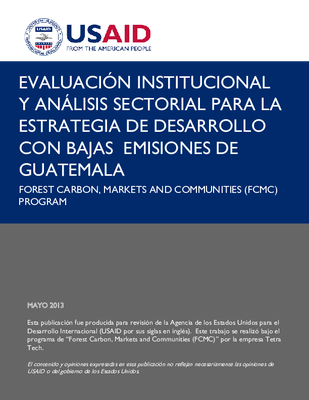 USAID
FROM THE AMERICAN PEOPLE
EVALUACIÓN INSTITUCIONAL
Y ANÁLISIS SECTORIAL PARA LA
ESTRATEGIA DE DESARROLLO
CON BAJAS EMISIONES DE
GUATEMALA
FOREST CARBON, MARKETS AND COMMUNITIES (FCMC)
PROGRAM
MAYO 2013
Esta publicación fue producida para revisión de la Agencia de los Estados Unidos para el
Desarrollo Internacional (USAID por sus siglas en inglés). Este trabajo se realizó bajo el
programa de "Forest Carbon, Markets and Communities (FCMC)" por la empresa Tetra
Tech.
El contenido y opiniones expresadas en esta publicación no reflejan necesariamente las opiniones de
USAID o del gobierno de los Estados Unidos.